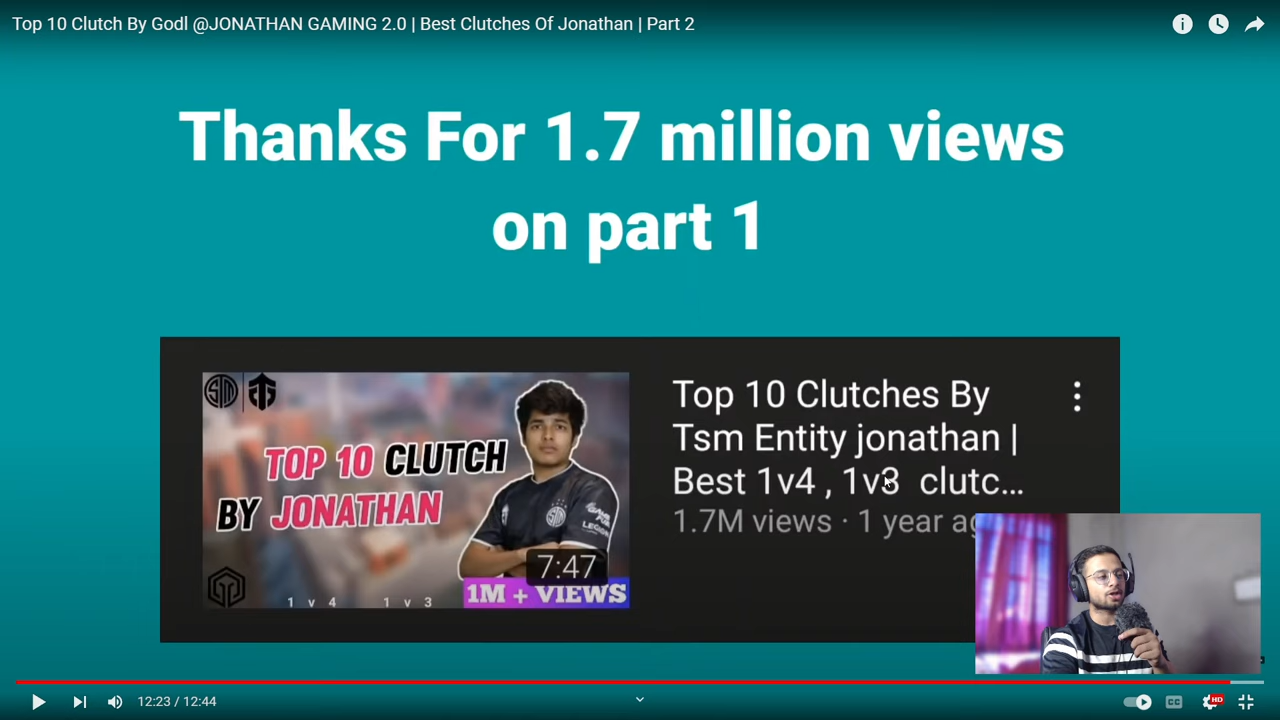 Top 10 Clutch By Godl @JONATHAN GAMING 2.0 | Best Clutches Of Jonathan | Part 2
Thanks For 1.7 million views
on part 1
TOP 10 CLUTCH
BY JONATHAN
1 v 4 1 v 3
7:47
1M + VIEWS
Top 10 Clutches By
Tsm Entity jonathan |
Best 1v4 , 1v3 clutc...
1.7M views · 1 year ag
12:23 / 12:44
CC
HD